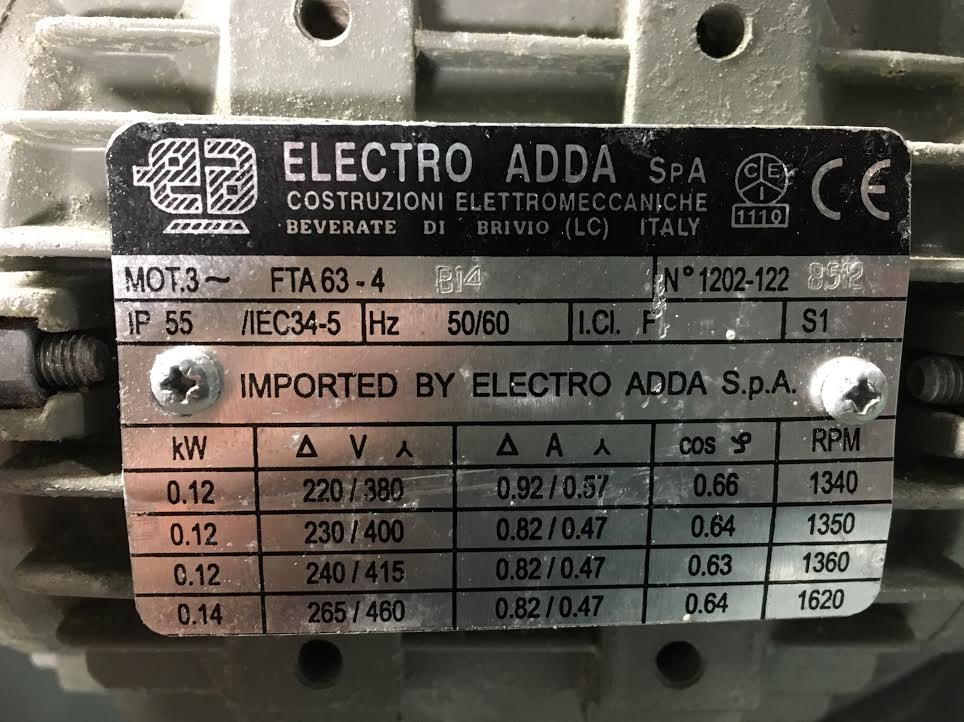 ea ELECTRO ADDA SpA
COSTRUZIONI ELETTROMECCANICHE
BEVERATE DI BRIVIO (LC) ITALY
CEI
1110
CE
MOT.3~ FTA 63-4 B14 N° 1202-122 8512
IP 55 /IEC34-5 Hz 50/60 I.Cl. F S1
IMPORTED BY ELECTRO ADDA S.p.A.
kW Δ V ⅄ Δ A ⅄ cos φ RPM
0.12 220/380 0.92/0.57 0.66 1340
0.12 230/400 0.82/0.47 0.64 1350
0.12 240/415 0.82/0.47 0.63 1360
0.14 265/460 0.82/0.47 0.64 1620